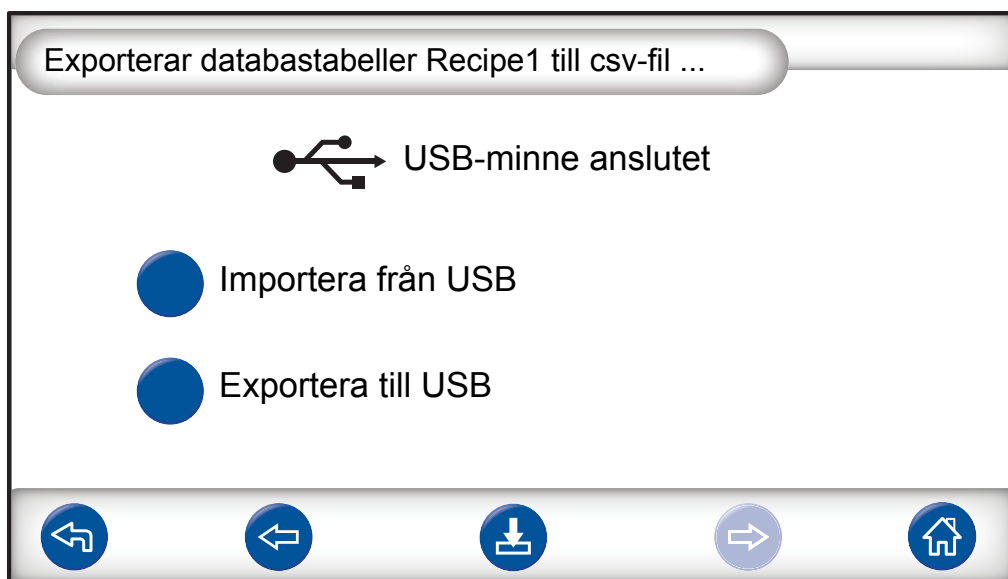 Exporterar databastabeller Recipe1 till csv-fil ...
USB-minne anslutet
Importera från USB
Exportera till USB